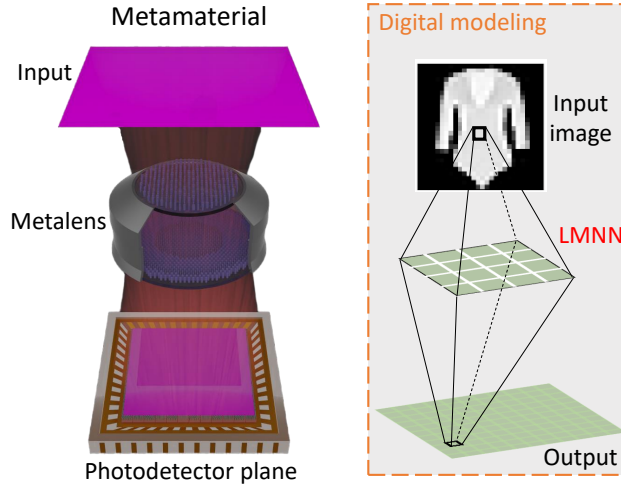 Metamaterial
Input
Metalens
Photodetector plane
Digital modeling
Input
image
LMNN
Output